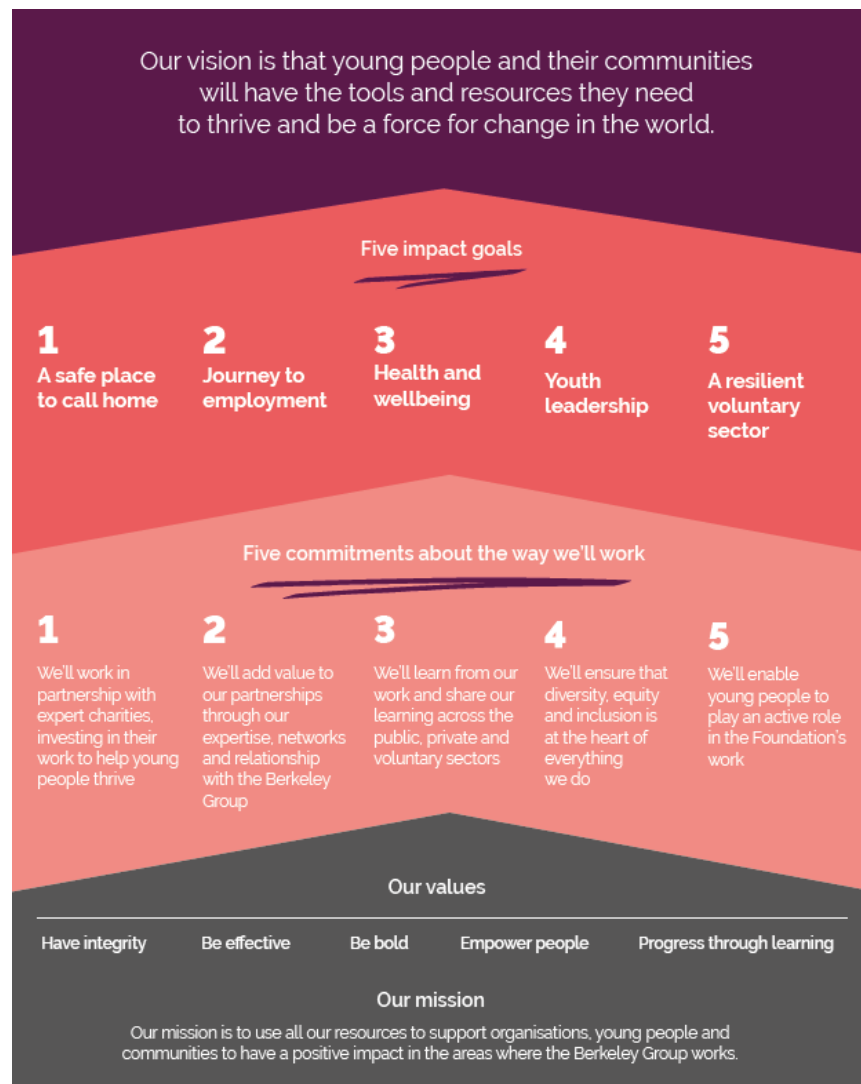 Our vision is that young people and their communities
will have the tools and resources they need
to thrive and be a force for change in the world.
Five impact goals
1
A safe place
to call home
2
Journey to
employment
3
Health and
wellbeing
4
Youth
leadership
5
A resilient
voluntary
sector
Five commitments about the way we'll work
1
We'll work in
partnership with
expert charities,
investing in their
work to help young
people thrive
2
We'll add value to
our partnerships
through our
expertise, networks
and relationship
with the Berkeley
Group
3
We'll learn from our
work and share our
learning across the
public, private and
voluntary sectors
4
We'll ensure that
diversity, equity
and inclusion is
at the heart of
everything
we do
5
We'll enable
young people to
play an active role
in the Foundation's
work
Our values
Have integrity
Be effective
Be bold
Empower people
Progress through learning
Our mission
Our mission is to use all our resources to support organisations, young people and
communities to have a positive impact in the areas where the Berkeley Group works.